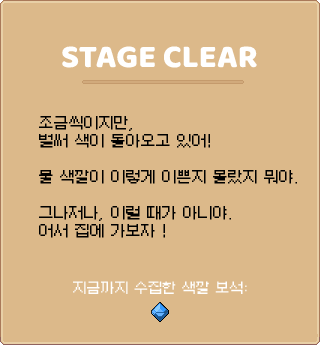 STAGE CLEAR
조금씩이지만,
벌써 색이 돌아오고 있어!
물 색깔이 이렇게 이쁜지 몰랐지 뭐야.
그나저나, 이럴 때가 아니야.
어서 집에 가보자 !
지금까지 수집한 색깔 보석: